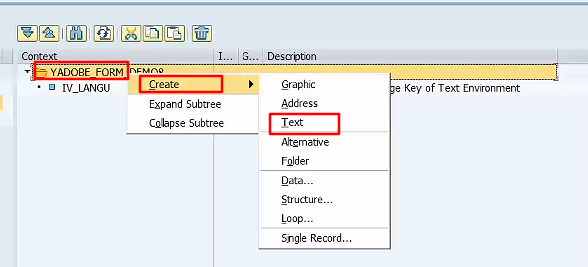 Context I... S... Description
YADOBE_FORM_DEMO8
IV_LANGU ge Key of Text Environment
Create
Expand Subtree
Collapse Subtree
Graphic
Address
Text
Alternative
Folder
Data...
Structure...
Loop...
Single Record...